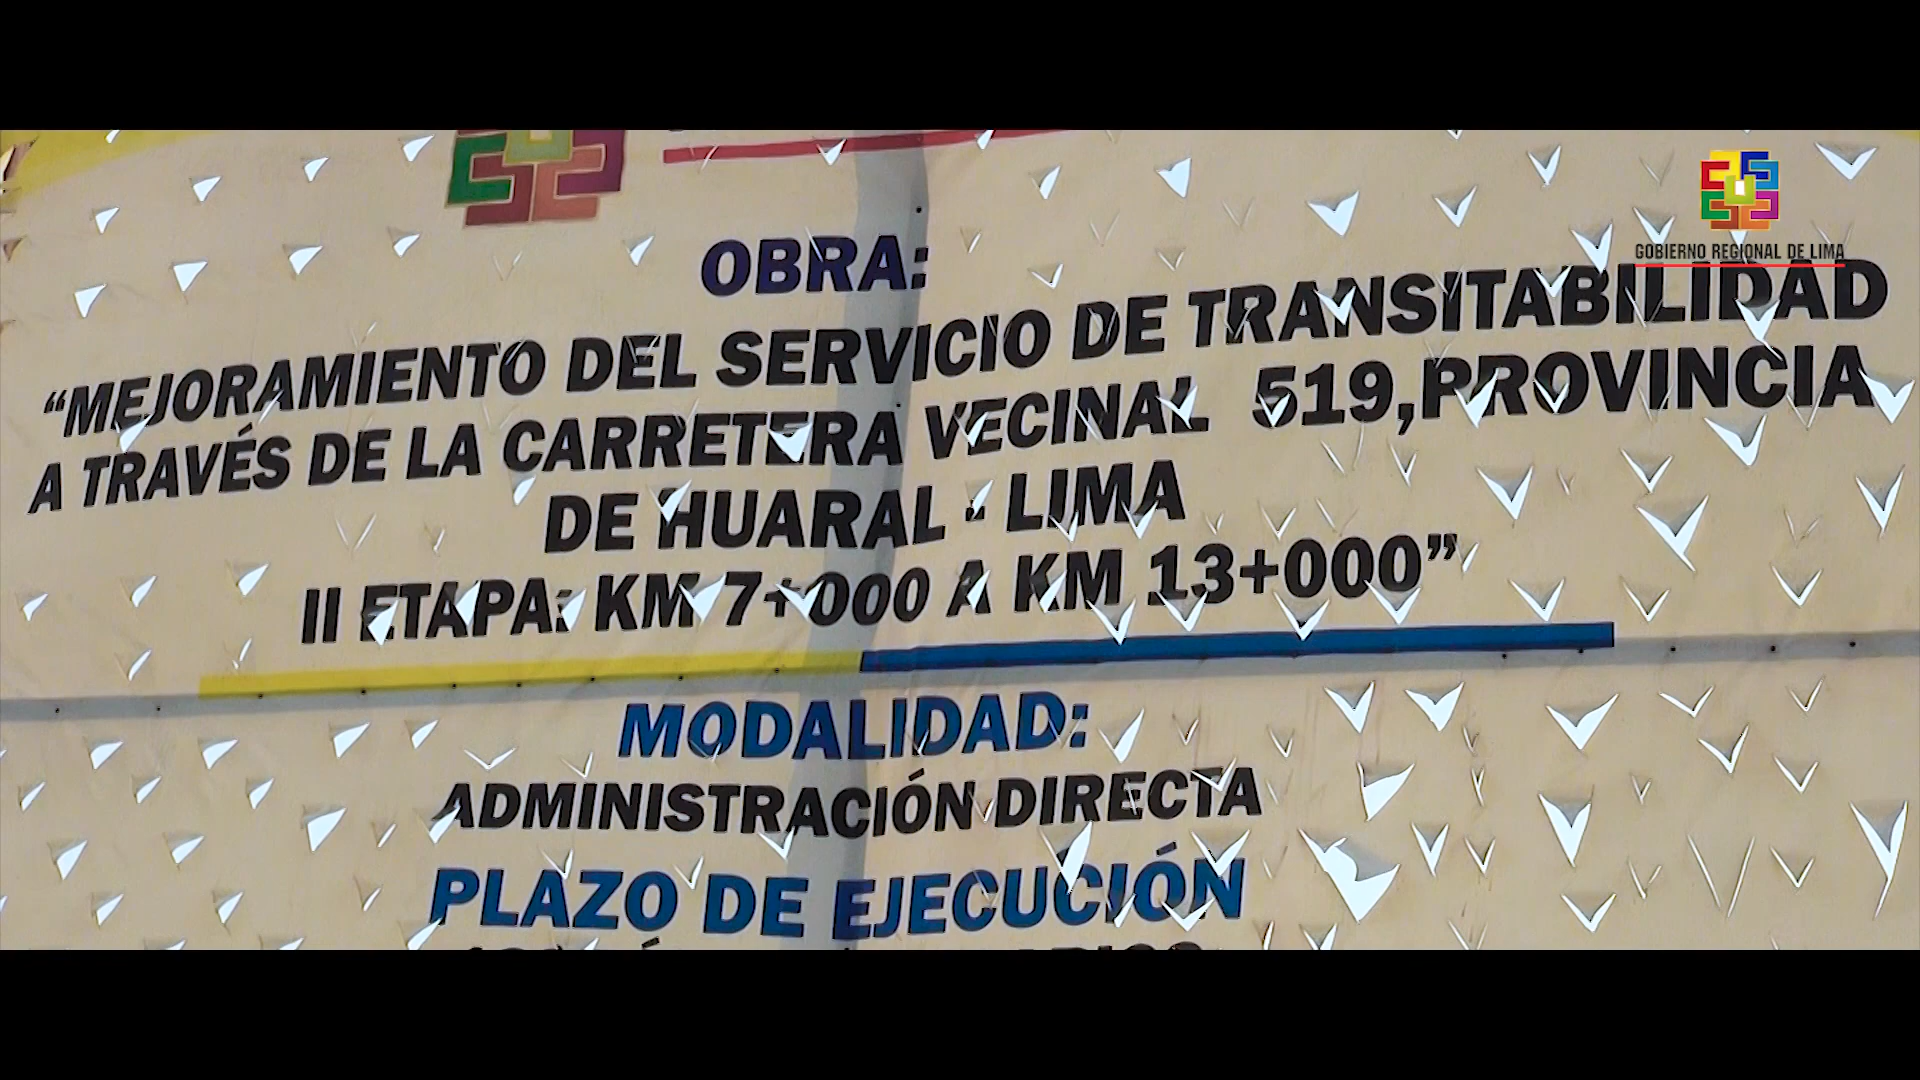 GOBIERNO REGIONAL DE LIMA
OBRA:
“MEJORAMIENTO DEL SERVICIO DE TRANSITABILIDAD
A TRAVÉS DE LA CARRETERA VECINAL 519,PROVINCIA
DE HUARAL - LIMA
II ETAPA: KM 7+000 A KM 13+000”
MODALIDAD:
ADMINISTRACIÓN DIRECTA
PLAZO DE EJECUCIÓN